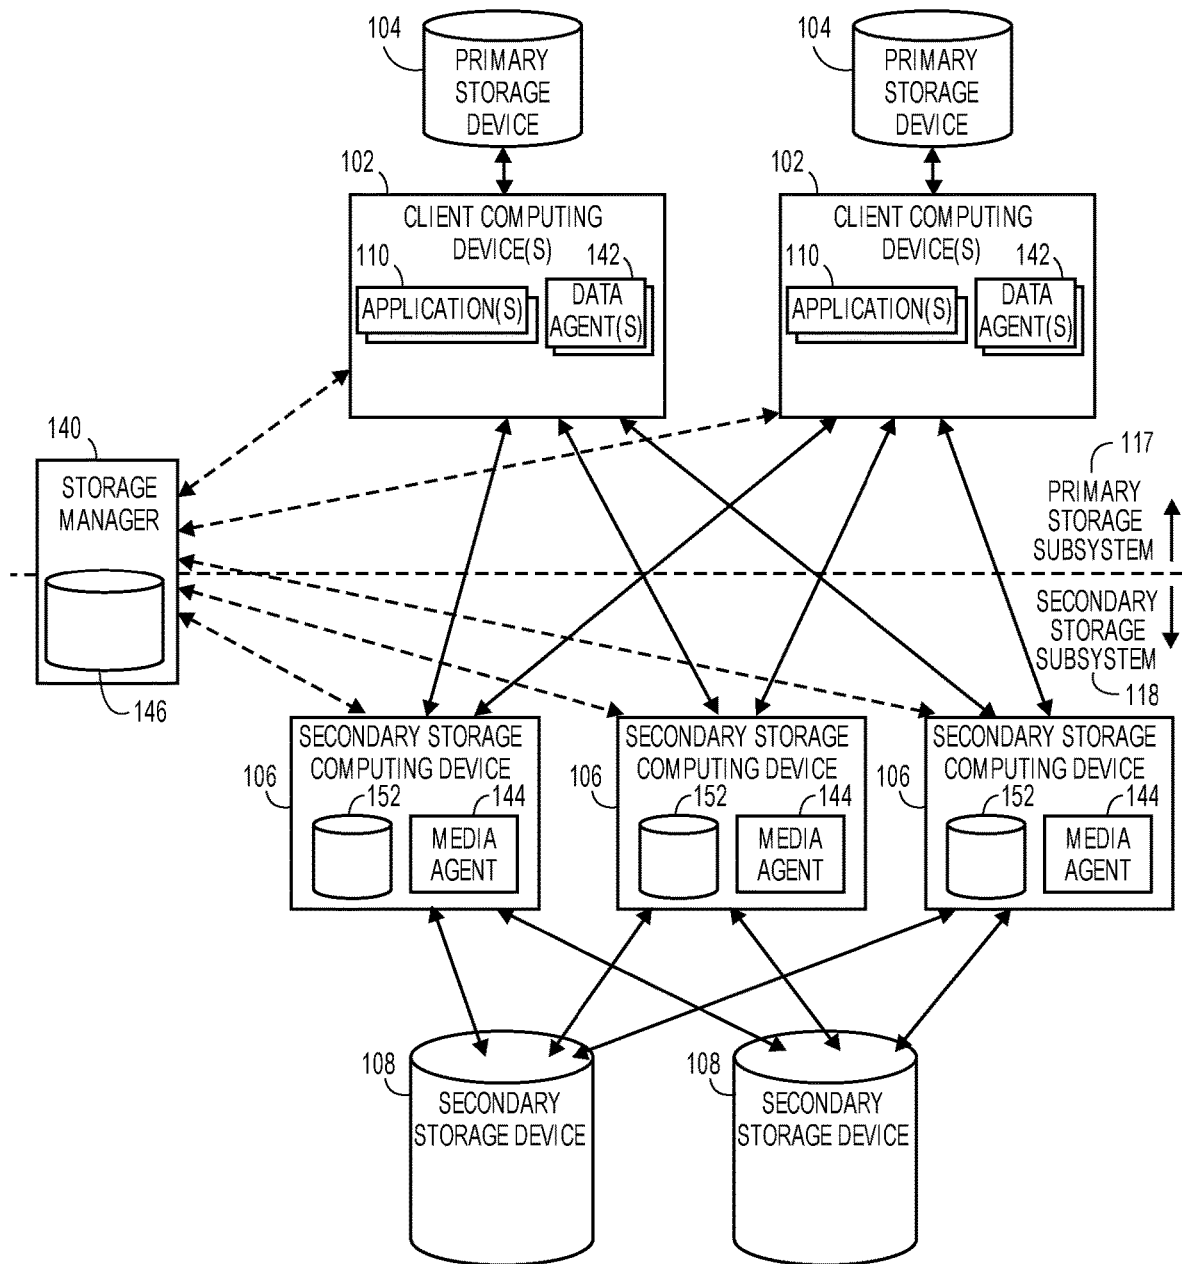 104
PRIMARY
STORAGE
DEVICE
104
PRIMARY
STORAGE
DEVICE
102
CLIENT COMPUTING
DEVICE(S)
110
142
APPLICATION(S)
DATA
AGENT(S)
102
CLIENT COMPUTING
DEVICE(S)
110
142
APPLICATION(S)
DATA
AGENT(S)
140
STORAGE
MANAGER
146
117
PRIMARY
STORAGE
SUBSYSTEM
SECONDARY
STORAGE
SUBSYSTEM
118
SECONDARY STORAGE
COMPUTING DEVICE
106
152
144
MEDIA
AGENT
SECONDARY STORAGE
COMPUTING DEVICE
106
152
144
MEDIA
AGENT
SECONDARY STORAGE
COMPUTING DEVICE
106
152
144
MEDIA
AGENT
108
SECONDARY
STORAGE DEVICE
108
SECONDARY
STORAGE DEVICE